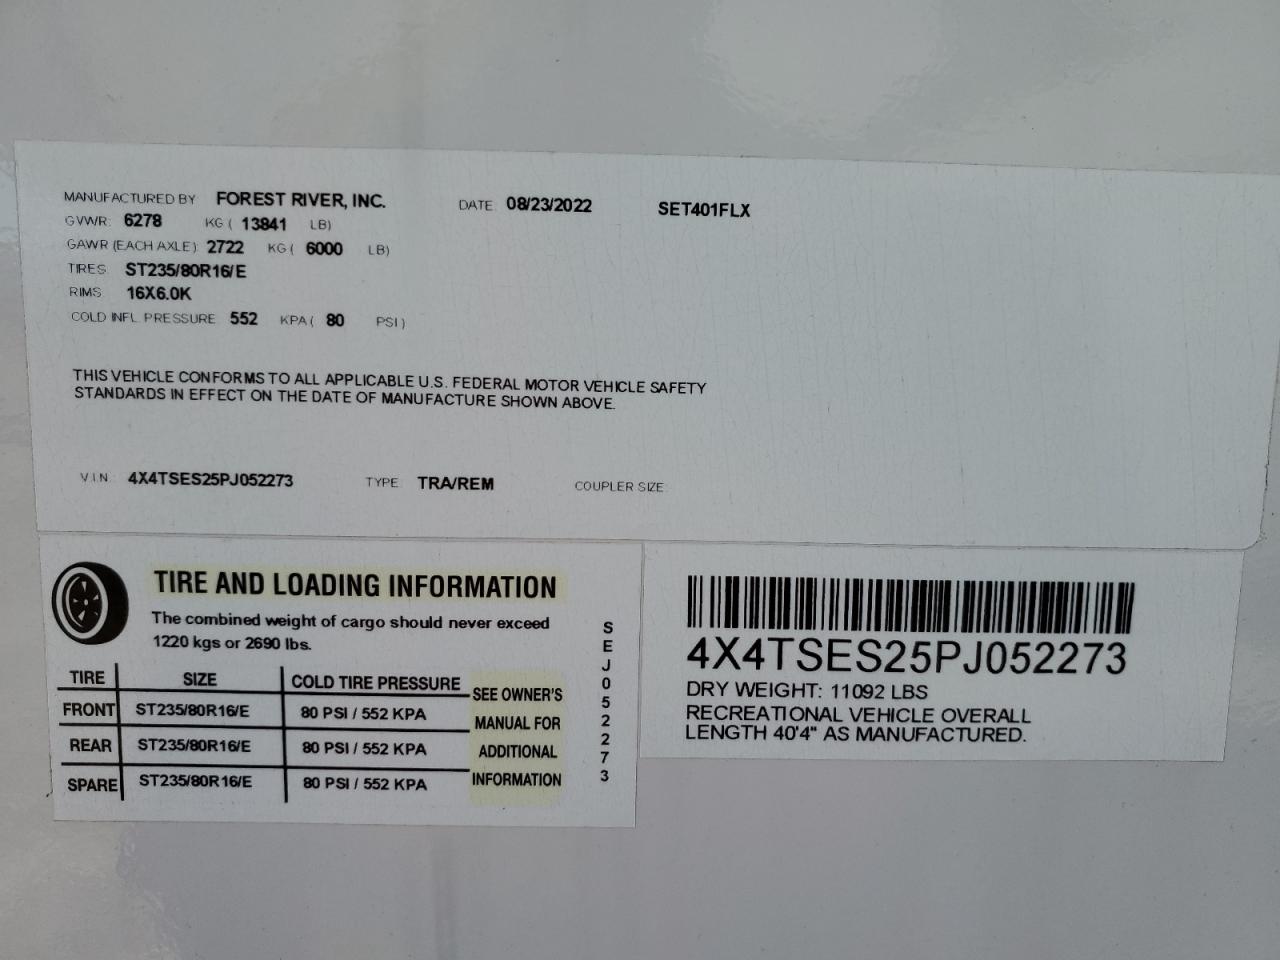 MANUFACTURED BY FOREST RIVER, INC. DATE 08/23/2022 SET401FLX
GVWR: 6278 KG ( 13841 LB)
GAWR (EACH AXLE) 2722 KG ( 6000 LB)
TIRES ST235/80R16/E
RIMS 16X6.0K
COLD INFL PRESSURE 552 KPA ( 80 PSI )
THIS VEHICLE CONFORMS TO ALL APPLICABLE U.S. FEDERAL MOTOR VEHICLE SAFETY
STANDARDS IN EFFECT ON THE DATE OF MANUFACTURE SHOWN ABOVE.
V.I.N. 4X4TSES25PJ052273 TYPE TRA/REM COUPLER SIZE
TIRE AND LOADING INFORMATION
The combined weight of cargo should never exceed
1220 kgs or 2690 lbs.
TIRE SIZE COLD TIRE PRESSURE
FRONT ST235/80R16/E 80 PSI / 552 KPA
REAR ST235/80R16/E 80 PSI / 552 KPA
SPARE ST235/80R16/E 80 PSI / 552 KPA
SEE OWNER'S
MANUAL FOR
ADDITIONAL
INFORMATION
SEJ052273
4X4TSES25PJ052273
DRY WEIGHT: 11092 LBS
RECREATIONAL VEHICLE OVERALL
LENGTH 40'4" AS MANUFACTURED.